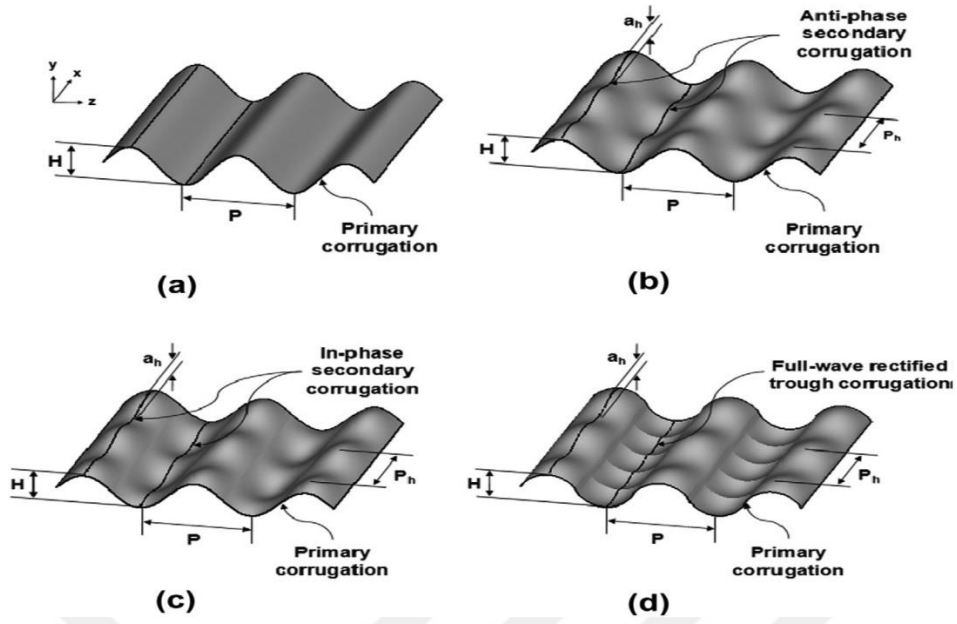 y
x
z
H
P
Primary
corrugation
(a)
a_h
Anti-phase
secondary
corrugation
H
P
P_h
Primary
corrugation
(b)
a_h
In-phase
secondary
corrugation
H
P
P_h
Primary
corrugation
(c)
a_h
Full-wave rectified
trough corrugation
H
P
P_h
Primary
corrugation
(d)